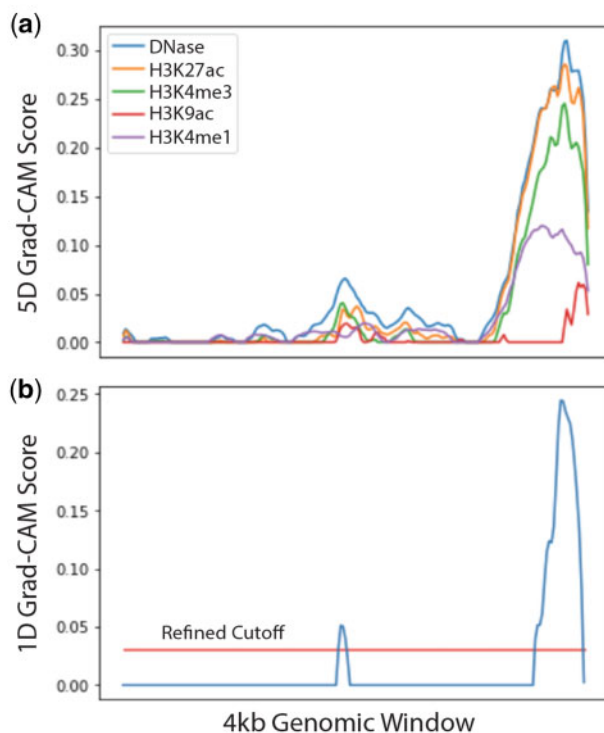 (a)
0.30
0.25
0.20
0.15
0.10
0.05
0.00
5D Grad-CAM Score
DNase
H3K27ac
H3K4me3
H3K9ac
H3K4me1
(b)
0.25
0.20
0.15
0.10
0.05
0.00
1D Grad-CAM Score
Refined Cutoff
4kb Genomic Window